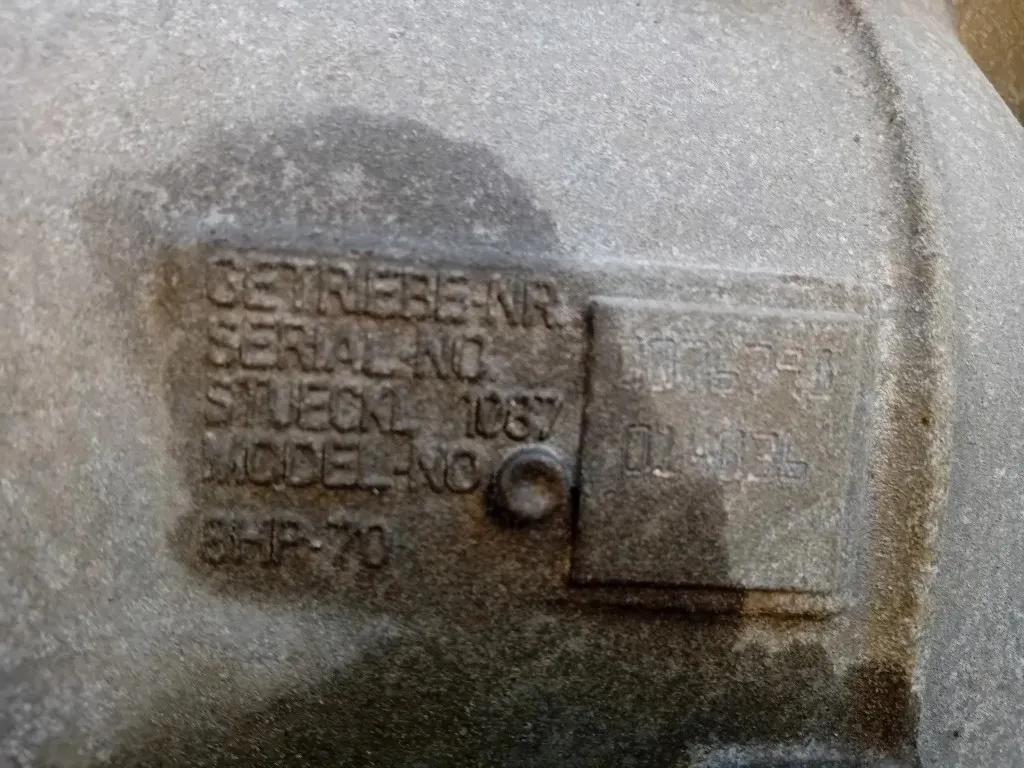 GETRIEBE-NR.
SERIAL-NO.
STUECKL 1087
MODEL-NO
8HP-70